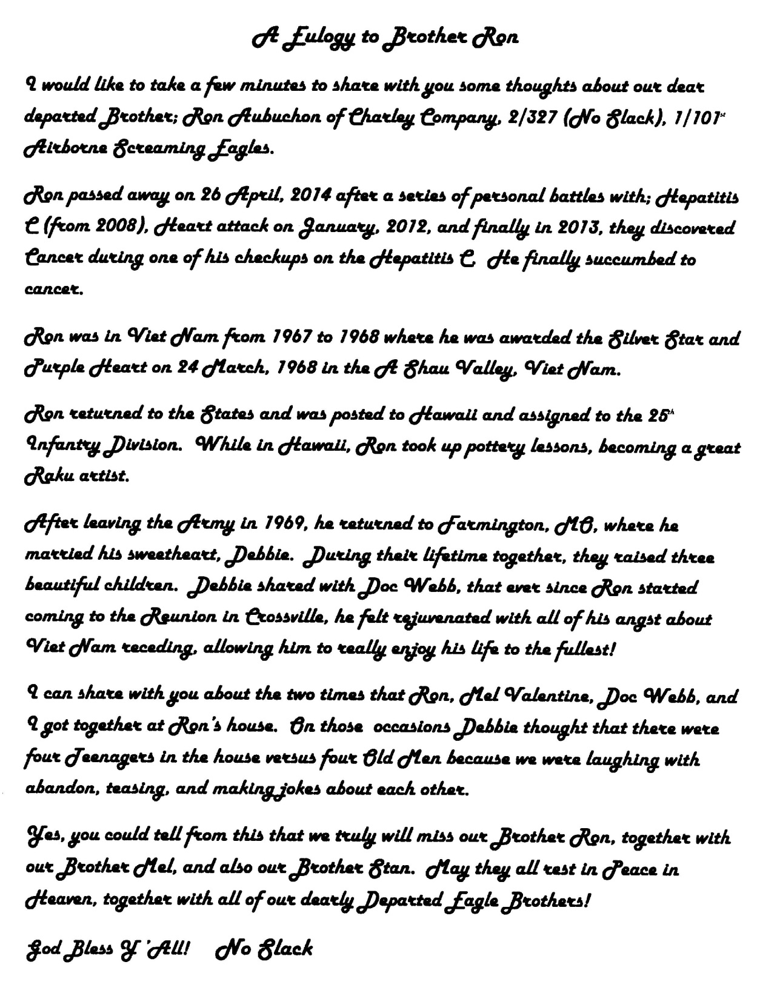 A Eulogy to Brother Ron
I would like to take a few minutes to share with you some thoughts about our dear
departed Brother; Ron Aubuchon of Charley Company, 2/327 (No Slack), 1/101st
Airborne Screaming Eagles.
Ron passed away on 26 April, 2014 after a series of personal battles with; Hepatitis
C (from 2008), Heart attack on January, 2012, and finally in 2013, they discovered
Cancer during one of his checkups on the Hepatitis C. He finally succumbed to
cancer.
Ron was in Viet Nam from 1967 to 1968 where he was awarded the Silver Star and
Purple Heart on 24 March, 1968 in the A Shau Valley, Viet Nam.
Ron returned to the States and was posted to Hawaii and assigned to the 25th
Infantry Division. While in Hawaii, Ron took up pottery lessons, becoming a great
Raku artist.
After leaving the Army in 1969, he returned to Farmington, MO, where he
married his sweetheart, Debbie. During their lifetime together, they raised three
beautiful children. Debbie shared with Doc Webb, that ever since Ron started
coming to the Reunion in Crossville, he felt rejuvenated with all of his angst about
Viet Nam receding, allowing him to really enjoy his life to the fullest!
I can share with you about the two times that Ron, Mel Valentine, Doc Webb, and
I got together at Ron's house. On those occasions Debbie thought that there were
four Teenagers in the house versus four Old Men because we were laughing with
abandon, teasing, and making jokes about each other.
Yes, you could tell from this that we truly will miss our Brother Ron, together with
our Brother Mel, and also our Brother Stan. May they all rest in Peace in
Heaven, together with all of our dearly Departed Eagle Brothers!
God Bless Y 'All! No Slack